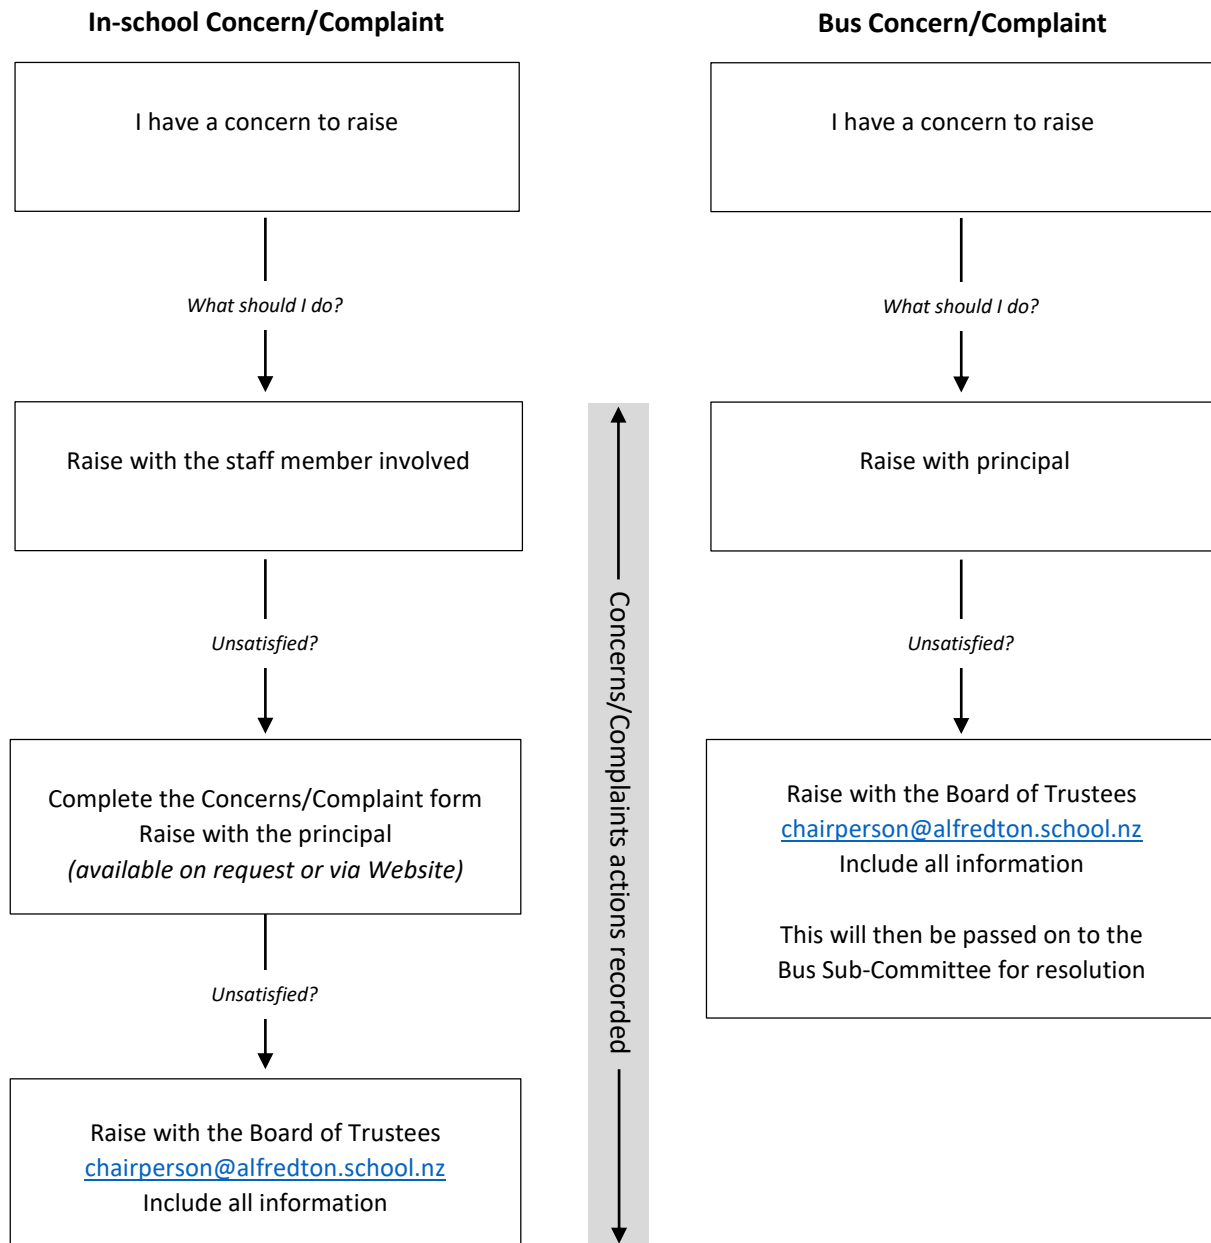 In-school Concern/Complaint
I have a concern to raise
What should I do?
Raise with the staff member involved
Unsatisfied?
Complete the Concerns/Complaint form
Raise with the principal
(available on request or via Website)
Unsatisfied?
Raise with the Board of Trustees
chairperson@alfredton.school.nz
Include all information
Concerns/Complaints actions recorded
Bus Concern/Complaint
I have a concern to raise
What should I do?
Raise with principal
Unsatisfied?
Raise with the Board of Trustees
chairperson@alfredton.school.nz
Include all information
This will then be passed on to the
Bus Sub-Committee for resolution